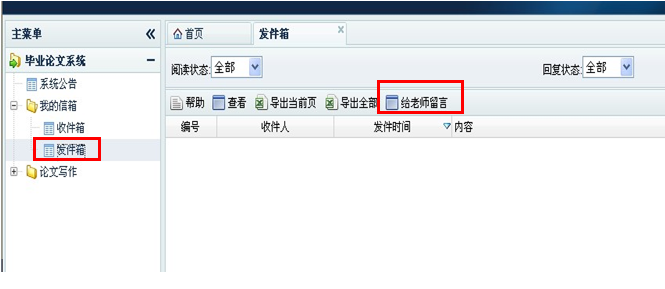 主菜单 首页 发件箱
毕业论文系统
阅读状态: 全部 回复状态: 全部
系统公告
我的信箱
帮助 查看 导出当前页 导出全部 给老师留言
收件箱
编号 收件人 发件时间 内容
发件箱
论文写作